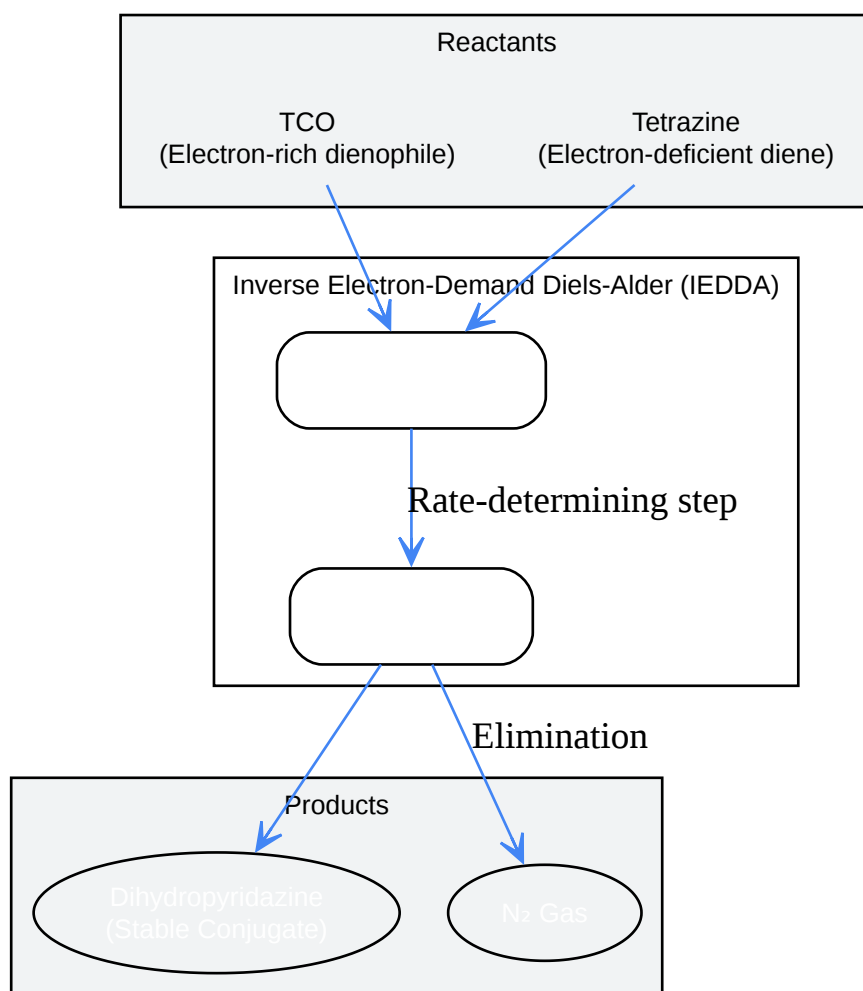 Reactants
TCO
(Electron-rich dienophile)
Tetrazine
(Electron-deficient diene)
Inverse Electron-Demand Diels-Alder (IEDDA)
Rate-determining step
Elimination
Products
Dihydropyridazine
(Stable Conjugate)
N₂ Gas